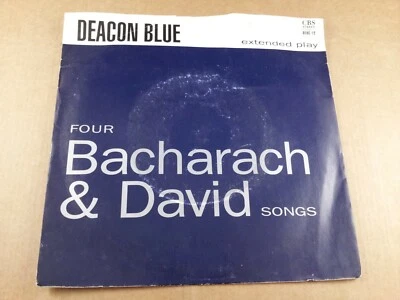 DEACON BLUE
CBS
extended play
FOUR
Bacharach
& David SONGS